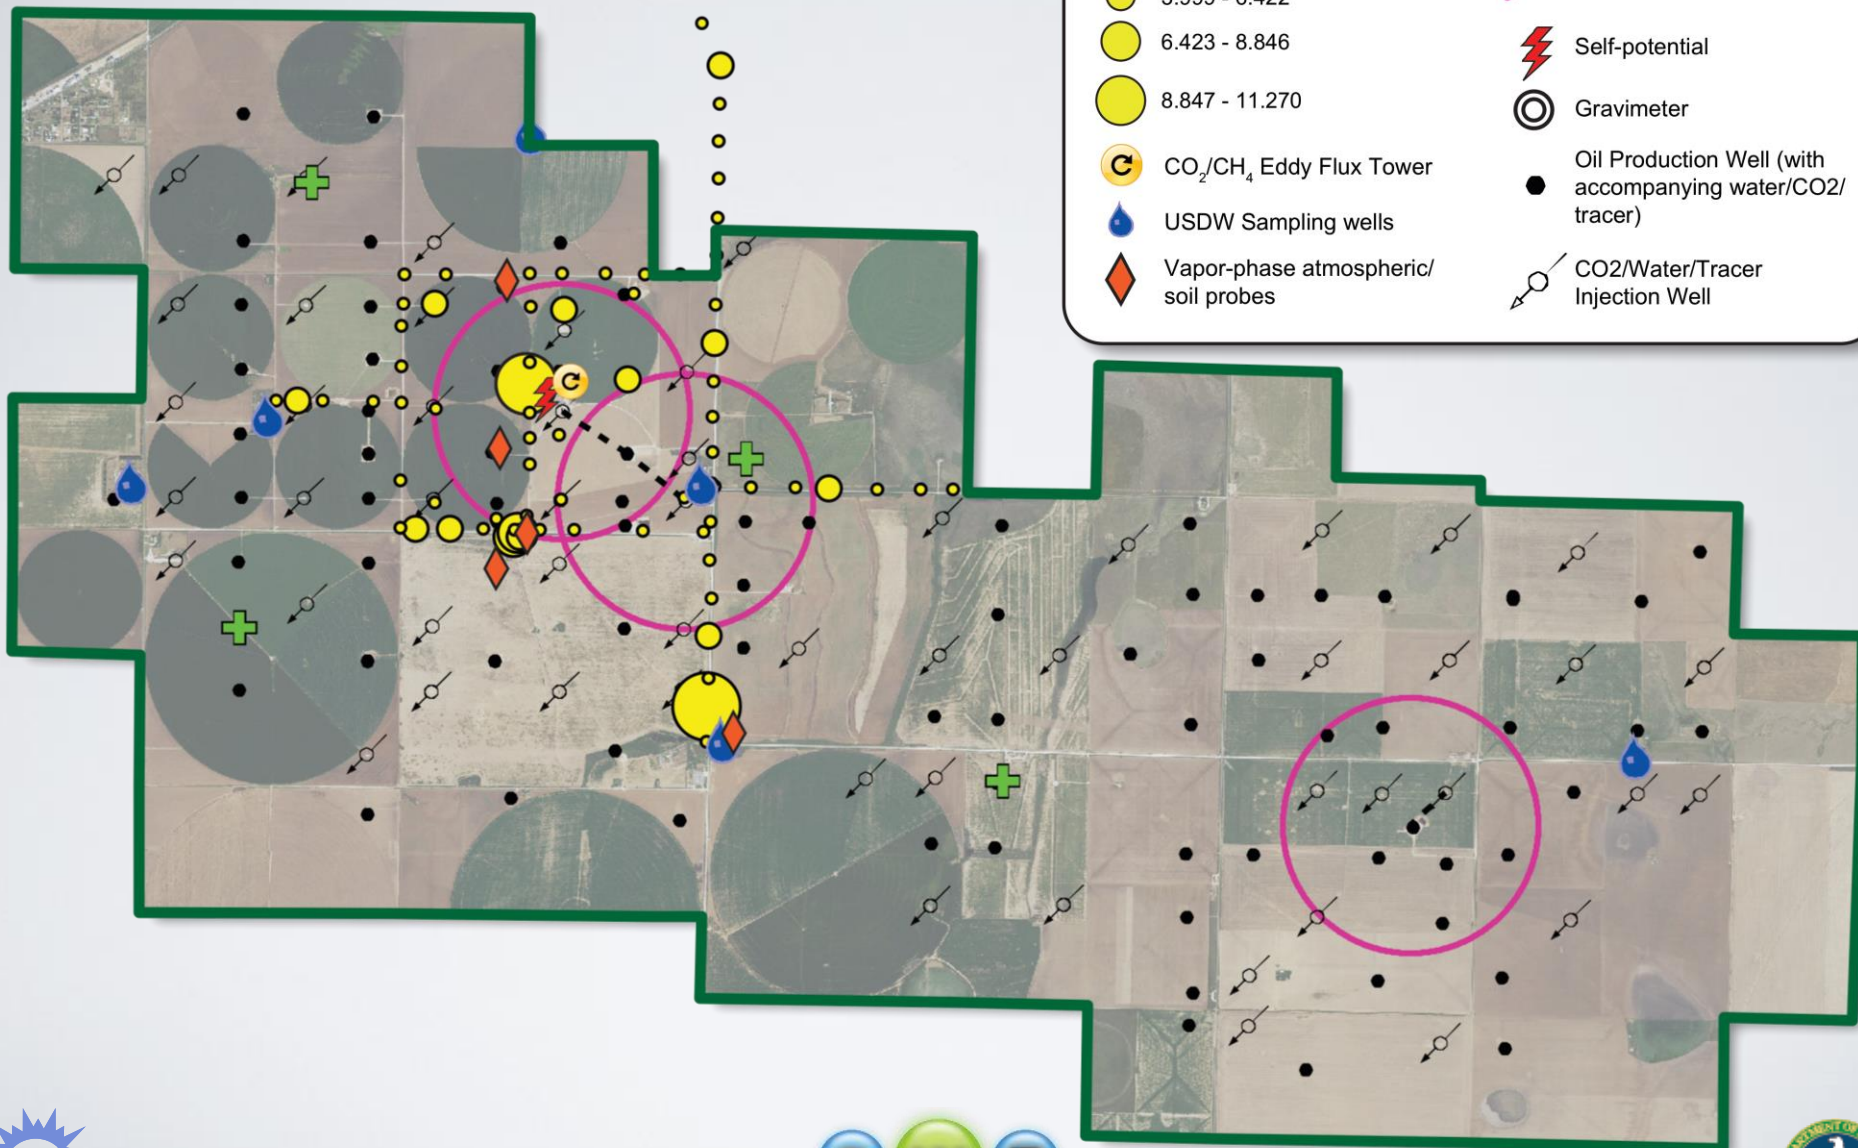 6.423 - 8.846
8.847 - 11.270
CO₂/CH₄ Eddy Flux Tower
USDW Sampling wells
Vapor-phase atmospheric/
soil probes
Self-potential
Gravimeter
Oil Production Well (with
accompanying water/CO2/
tracer)
CO2/Water/Tracer
Injection Well